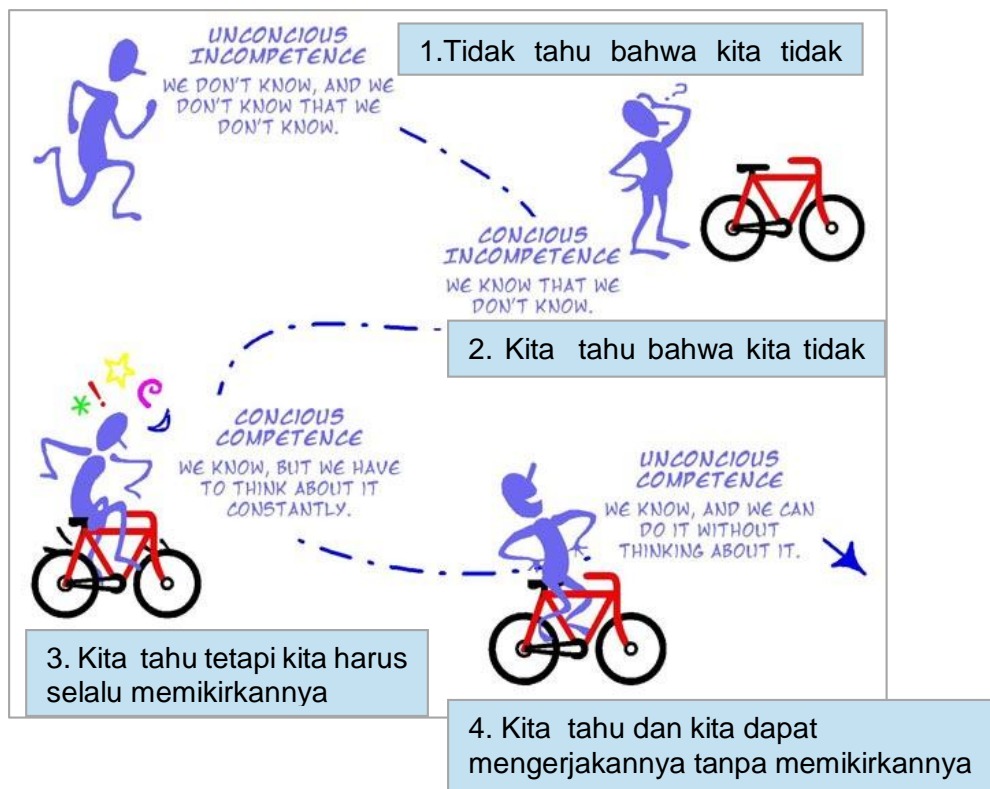 UNCONCIOUS
INCOMPETENCE
WE DON'T KNOW, AND WE
DON'T KNOW THAT WE
DON'T KNOW.
1.Tidak tahu bahwa kita tidak
?
CONCIOUS
INCOMPETENCE
WE KNOW THAT WE
DON'T KNOW.
2. Kita tahu bahwa kita tidak
CONCIOUS
COMPETENCE
WE KNOW, BUT WE HAVE
TO THINK ABOUT IT
CONSTANTLY.
3. Kita tahu tetapi kita harus
selalu memikirkannya
UNCONCIOUS
COMPETENCE
WE KNOW, AND WE CAN
DO IT WITHOUT
THINKING ABOUT IT.
4. Kita tahu dan kita dapat
mengerjakannya tanpa memikirkannya